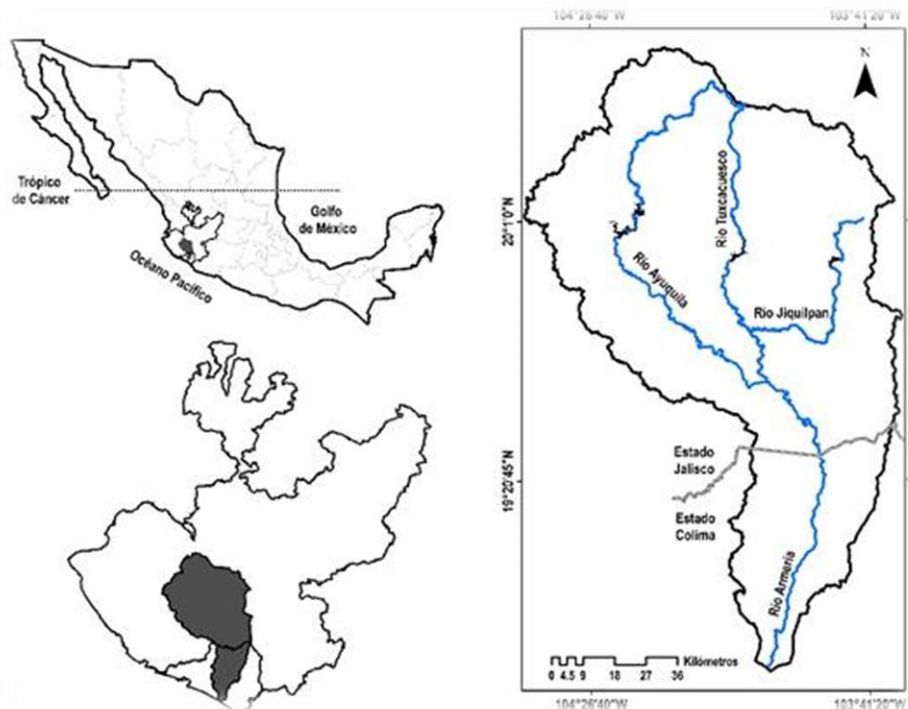 Trópico
de Cáncer
Golfo
de México
Océano Pacífico
104°26'40"W
103°41'20"W
N
20°1'0"N
19°20'45"N
Río Tuxcacuesco
Río Ayuquila
Río Jiquilpan
Estado
Jalisco
Estado
Colima
Río Armería
Kilómetros
0 4.5 9 18 27 36
104°26'40"W
103°41'20"W